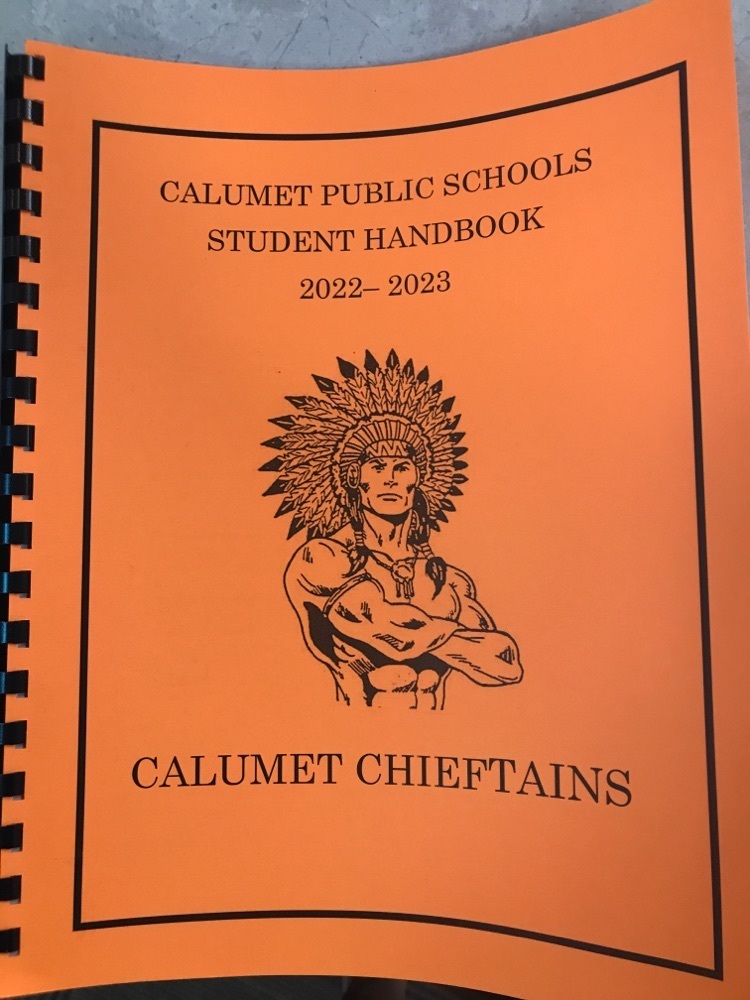 CALUMET PUBLIC SCHOOLS
STUDENT HANDBOOK
2022– 2023
CALUMET CHIEFTAINS